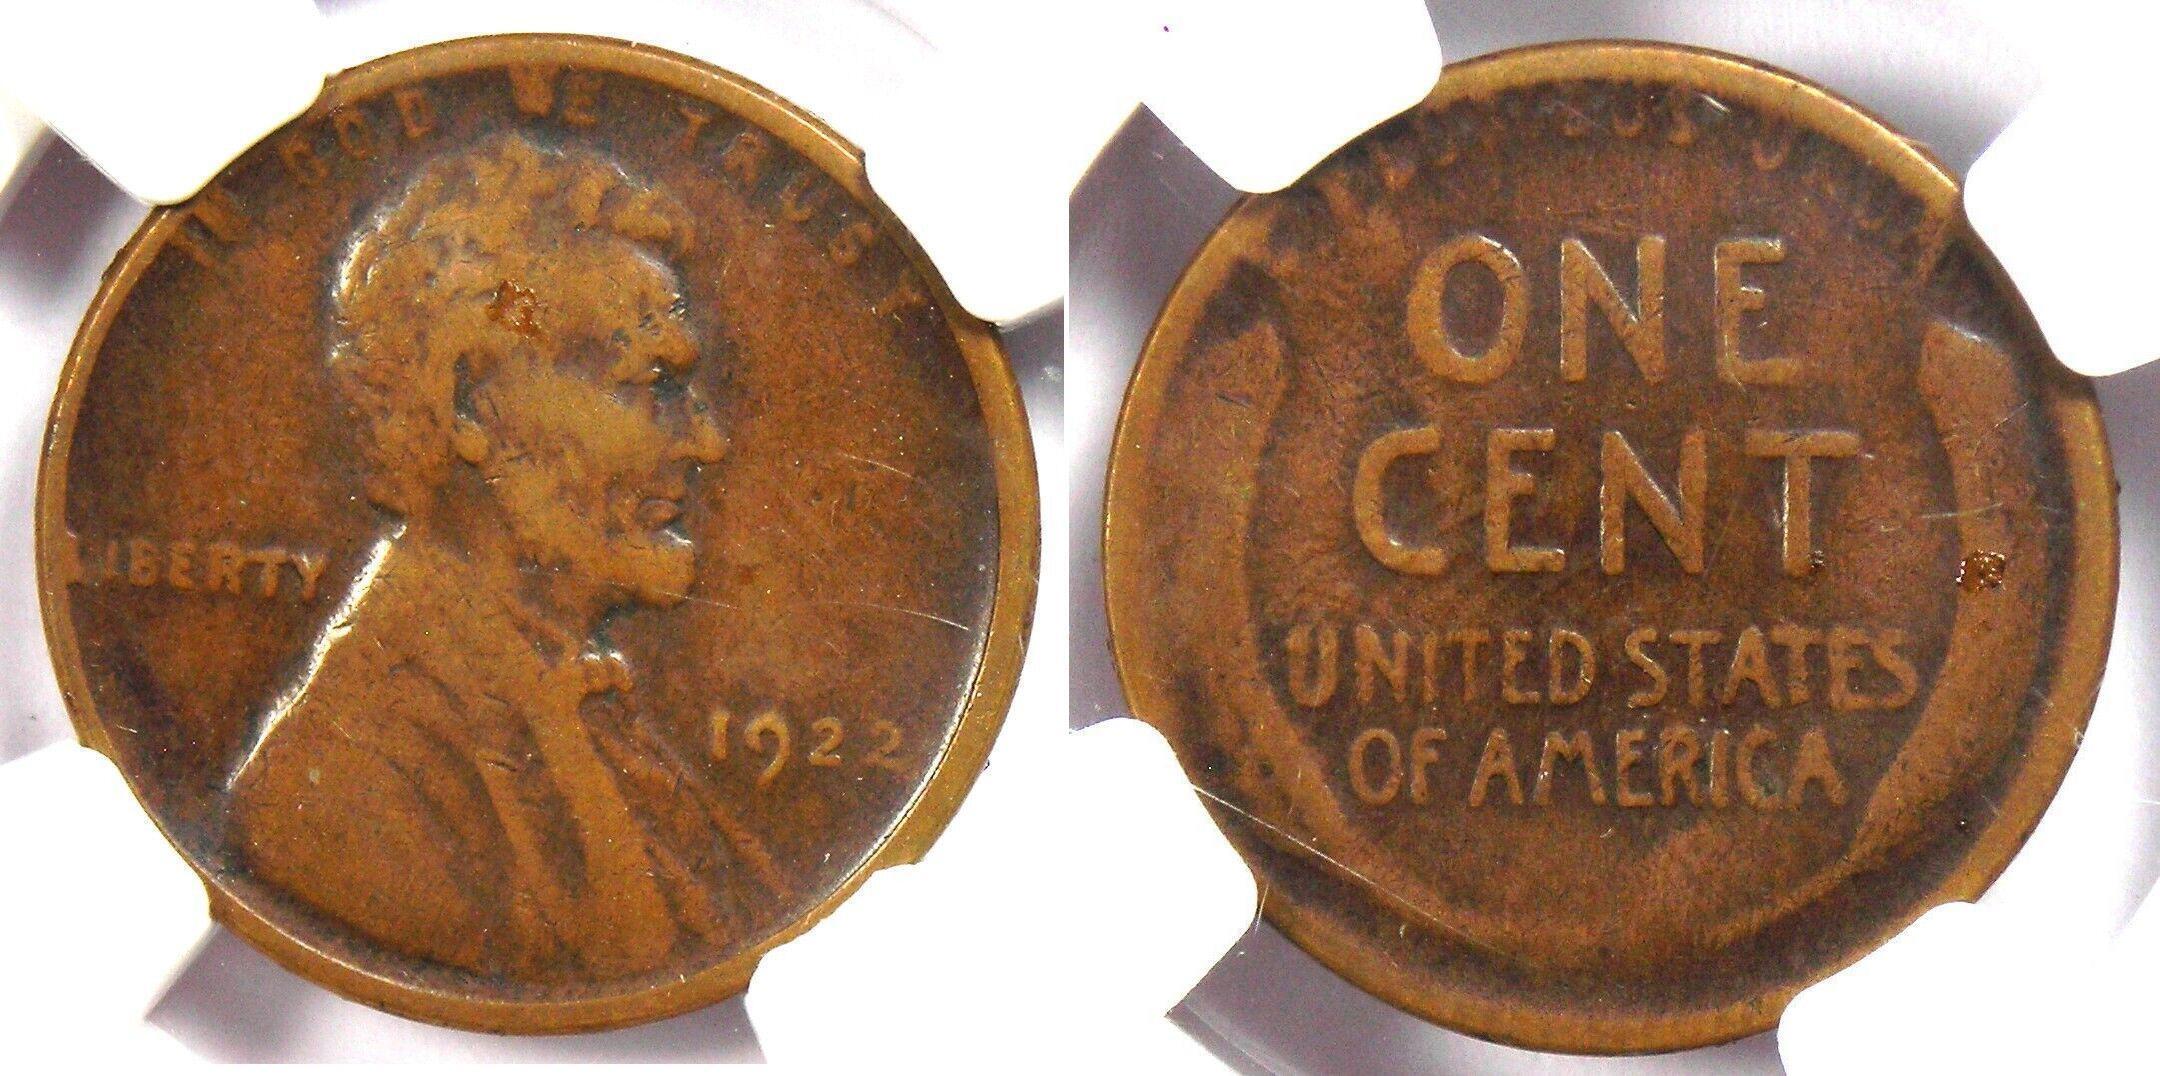 IN GOD WE TRUST
LIBERTY
1922
ONE
CENT
UNITED STATES
OF AMERICA